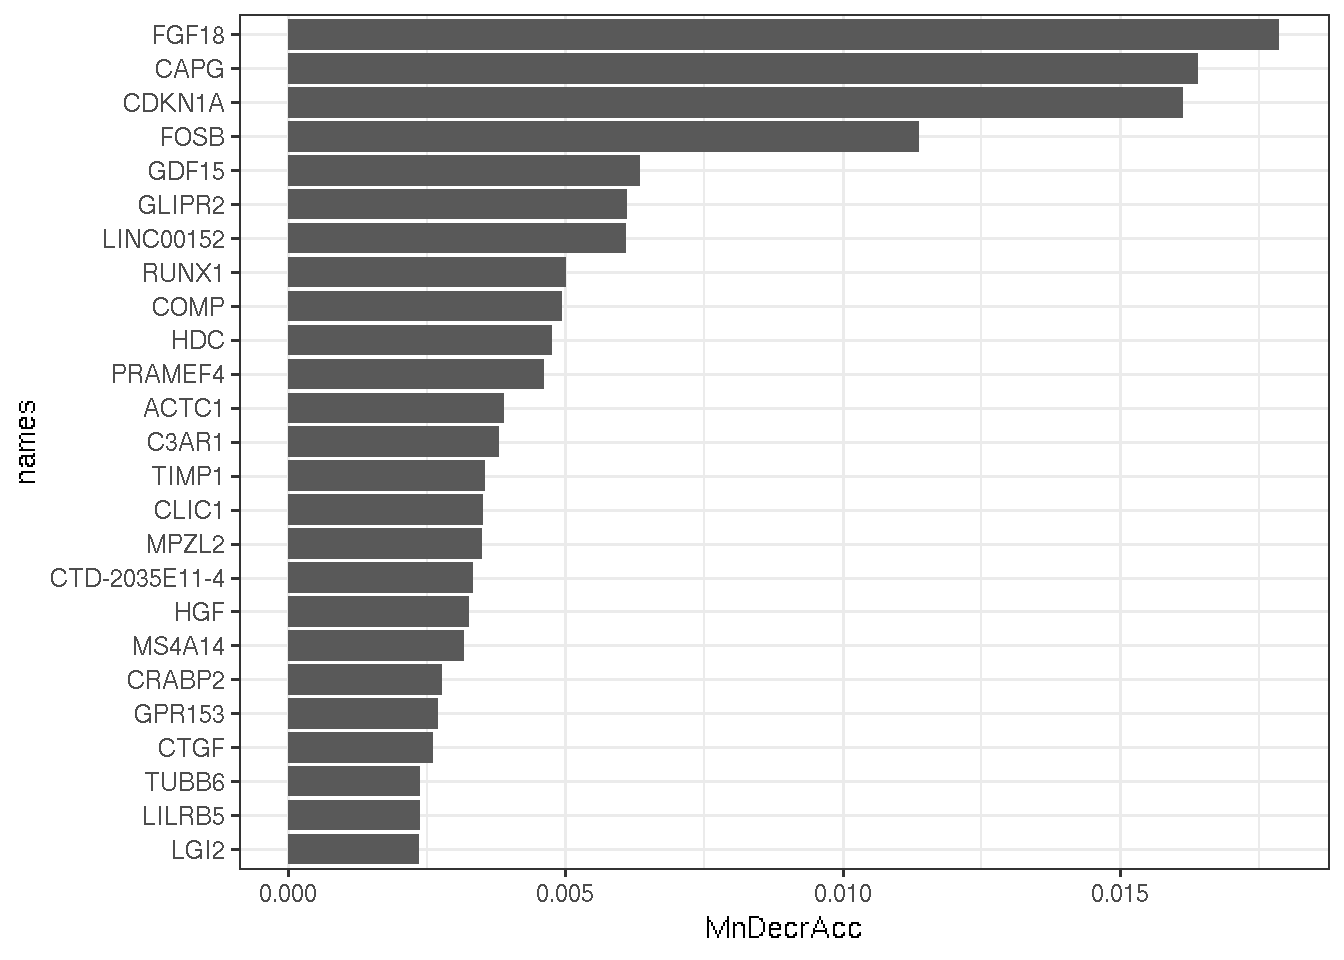 FGF18
CAPG
CDKN1A
FOSB
GDF15
GLIPR2
LINC00152
RUNX1
COMP
HDC
PRAMEF4
ACTC1
C3AR1
TIMP1
CLIC1
MPZL2
CTD-2035E11-4
HGF
MS4A14
CRABP2
GPR153
CTGF
TUBB6
LILRB5
LGI2
names
0.000 0.005 0.010 0.015
MnDecrAcc